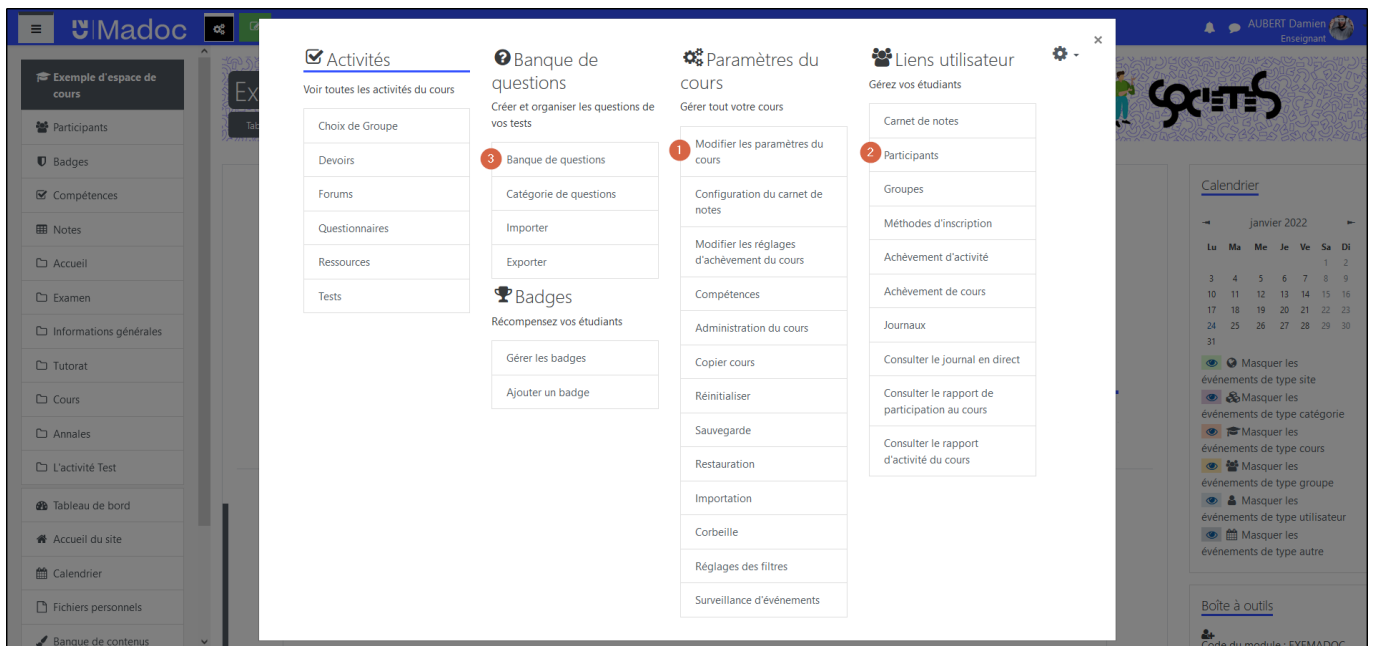 Madoc
AUBERT Damien
Enseignant
Exemple d'espace de
cours
Participants
Badges
Compétences
Notes
Accueil
Examen
Informations générales
Tutorat
Cours
Annales
L'activité Test
Tableau de bord
Accueil du site
Calendrier
Fichiers personnels
Banque de contenus
Ex
Tab
Activités
Voir toutes les activités du cours
Choix de Groupe
Devoirs
Forums
Questionnaires
Ressources
Tests
Banque de
questions
Créer et organiser les questions de
vos tests
3 Banque de questions
Catégorie de questions
Importer
Exporter
Badges
Récompensez vos étudiants
Gérer les badges
Ajouter un badge
Paramètres du
cours
Gérer tout votre cours
1 Modifier les paramètres du
cours
Configuration du carnet de
notes
Modifier les réglages
d'achèvement du cours
Compétences
Administration du cours
Copier cours
Réinitialiser
Sauvegarde
Restauration
Importation
Corbeille
Réglages des filtres
Surveillance d'événements
Liens utilisateur
Gérez vos étudiants
Carnet de notes
2 Participants
Groupes
Méthodes d'inscription
Achèvement d'activité
Achèvement de cours
Journaux
Consulter le journal en direct
Consulter le rapport de
participation au cours
Consulter le rapport
d'activité du cours
×
Calendrier
janvier 2022
Lu Ma Me Je Ve Sa Di
1 2
3 4 5 6 7 8 9
10 11 12 13 14 15 16
17 18 19 20 21 22 23
24 25 26 27 28 29 30
31
Masquer les
événements de type site
Masquer les
événements de type catégorie
Masquer les
événements de type cours
Masquer les
événements de type groupe
Masquer les
événements de type utilisateur
Masquer les
événements de type autre
Boîte à outils
Code du module : EXEMADOC